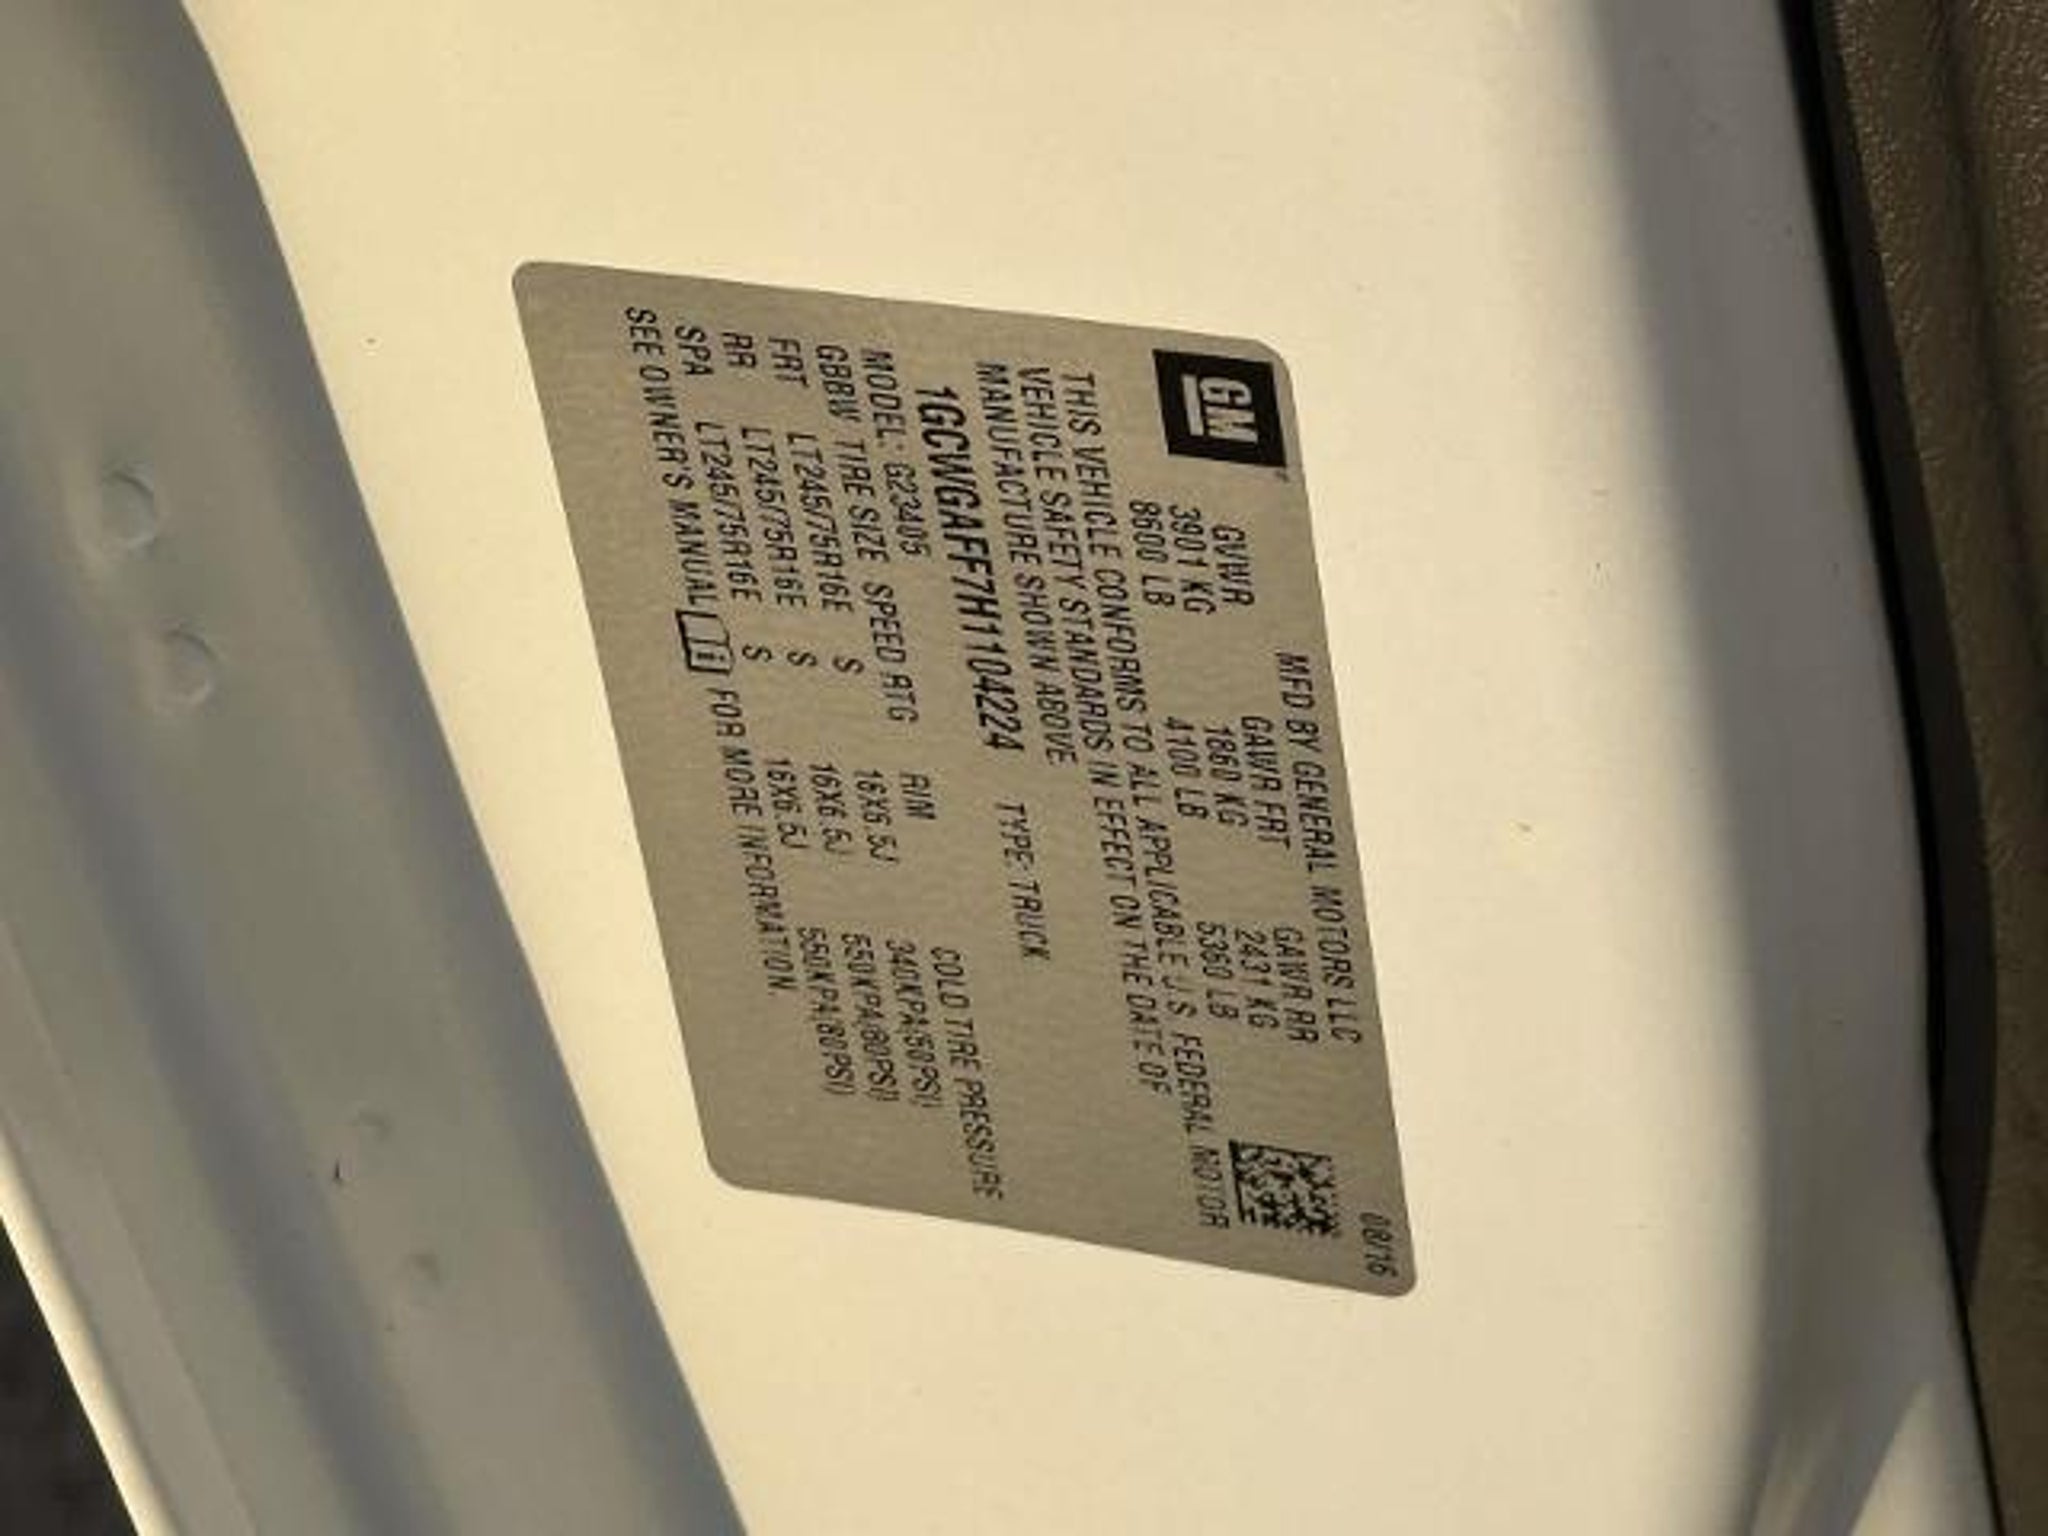 GM
MFD BY GENERAL MOTORS LLC 08/16
GVWR GAWR FRT GAWR RR
3901 KG 1860 KG 2431 KG
8600 LB 4100 LB 5360 LB
THIS VEHICLE CONFORMS TO ALL APPLICABLE U.S. FEDERAL MOTOR
VEHICLE SAFETY STANDARDS IN EFFECT ON THE DATE OF
MANUFACTURE SHOWN ABOVE
1GCWGAFF7H1104224 TYPE: TRUCK
MODEL: G23405
GBBW TIRE SIZE SPEED RTG RIM COLD TIRE PRESSURE
FRT LT245/75R16E S 16X6.5J 340KPA(50PSI)
RR LT245/75R16E S 16X6.5J 550KPA(80PSI)
SPA LT245/75R16E S 16X6.5J 550KPA(80PSI)
SEE OWNER'S MANUAL FOR MORE INFORMATION.